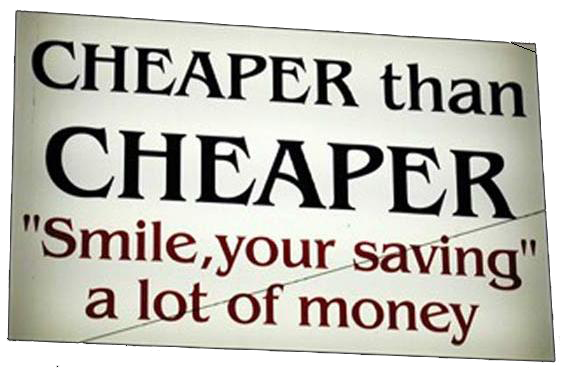 CHEAPER than
CHEAPER
"Smile,your saving"
a lot of money